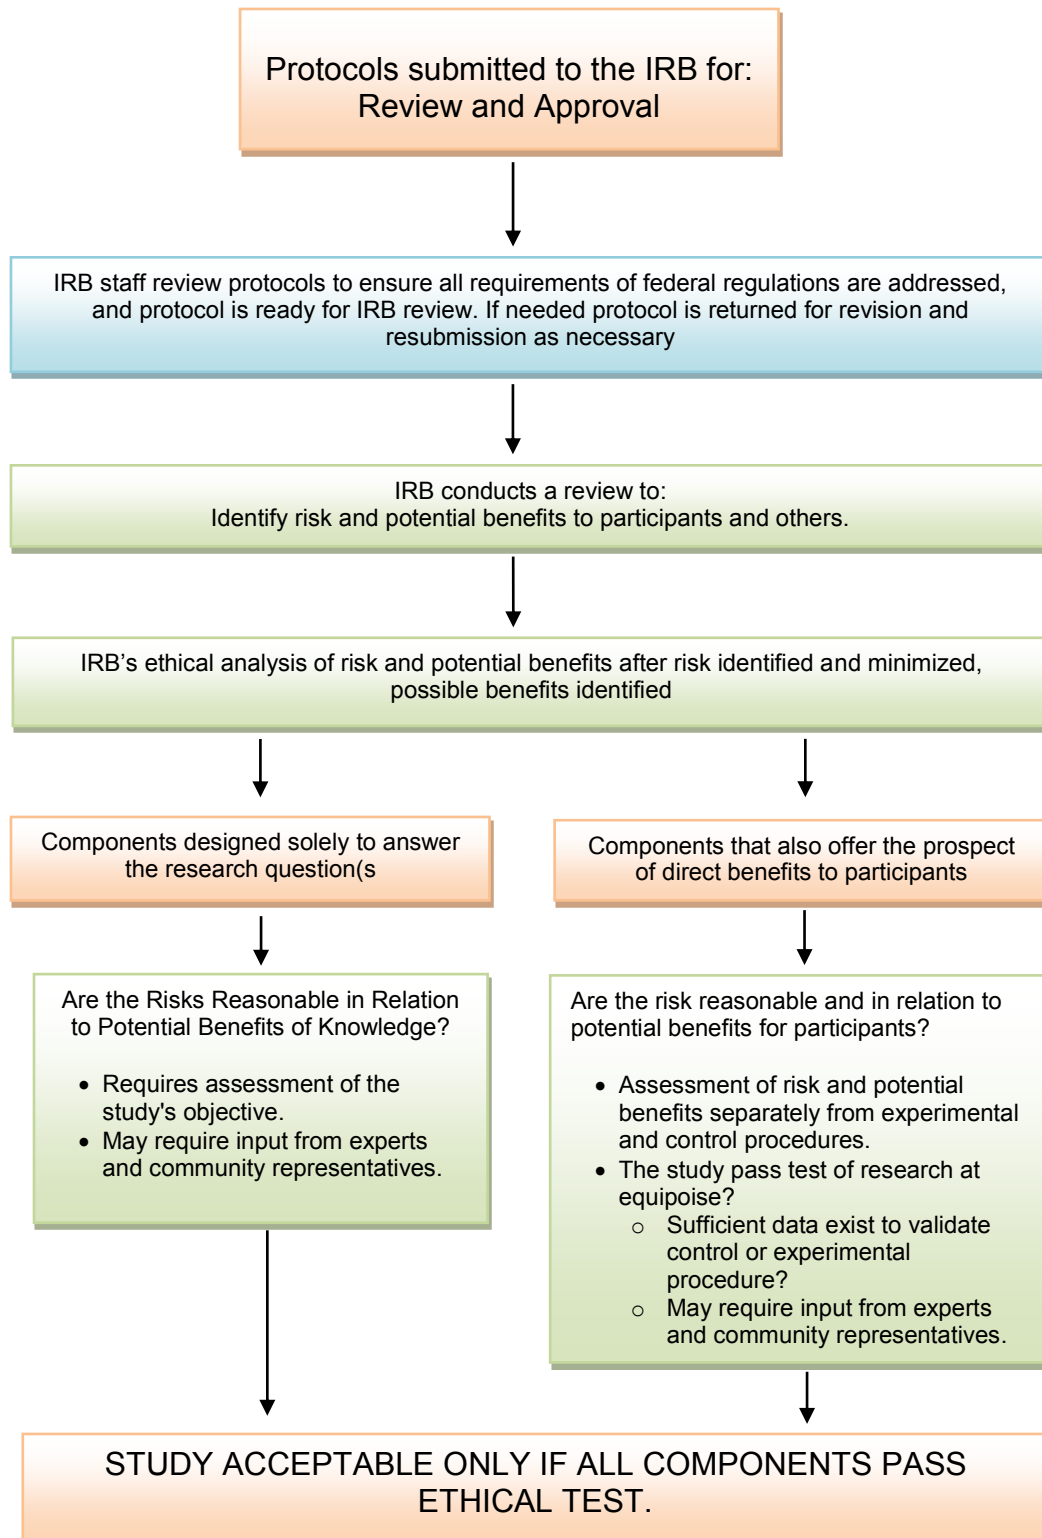 Protocols submitted to the IRB for:
Review and Approval
IRB staff review protocols to ensure all requirements of federal regulations are addressed,
and protocol is ready for IRB review. If needed protocol is returned for revision and
resubmission as necessary
IRB conducts a review to:
Identify risk and potential benefits to participants and others.
IRB’s ethical analysis of risk and potential benefits after risk identified and minimized,
possible benefits identified
Components designed solely to answer
the research question(s
Components that also offer the prospect
of direct benefits to participants
Are the Risks Reasonable in Relation
to Potential Benefits of Knowledge?
• Requires assessment of the
study's objective.
• May require input from experts
and community representatives.
Are the risk reasonable and in relation to
potential benefits for participants?
• Assessment of risk and potential
benefits separately from experimental
and control procedures.
• The study pass test of research at
equipoise?
o Sufficient data exist to validate
control or experimental
procedure?
o May require input from experts
and community representatives.
STUDY ACCEPTABLE ONLY IF ALL COMPONENTS PASS
ETHICAL TEST.